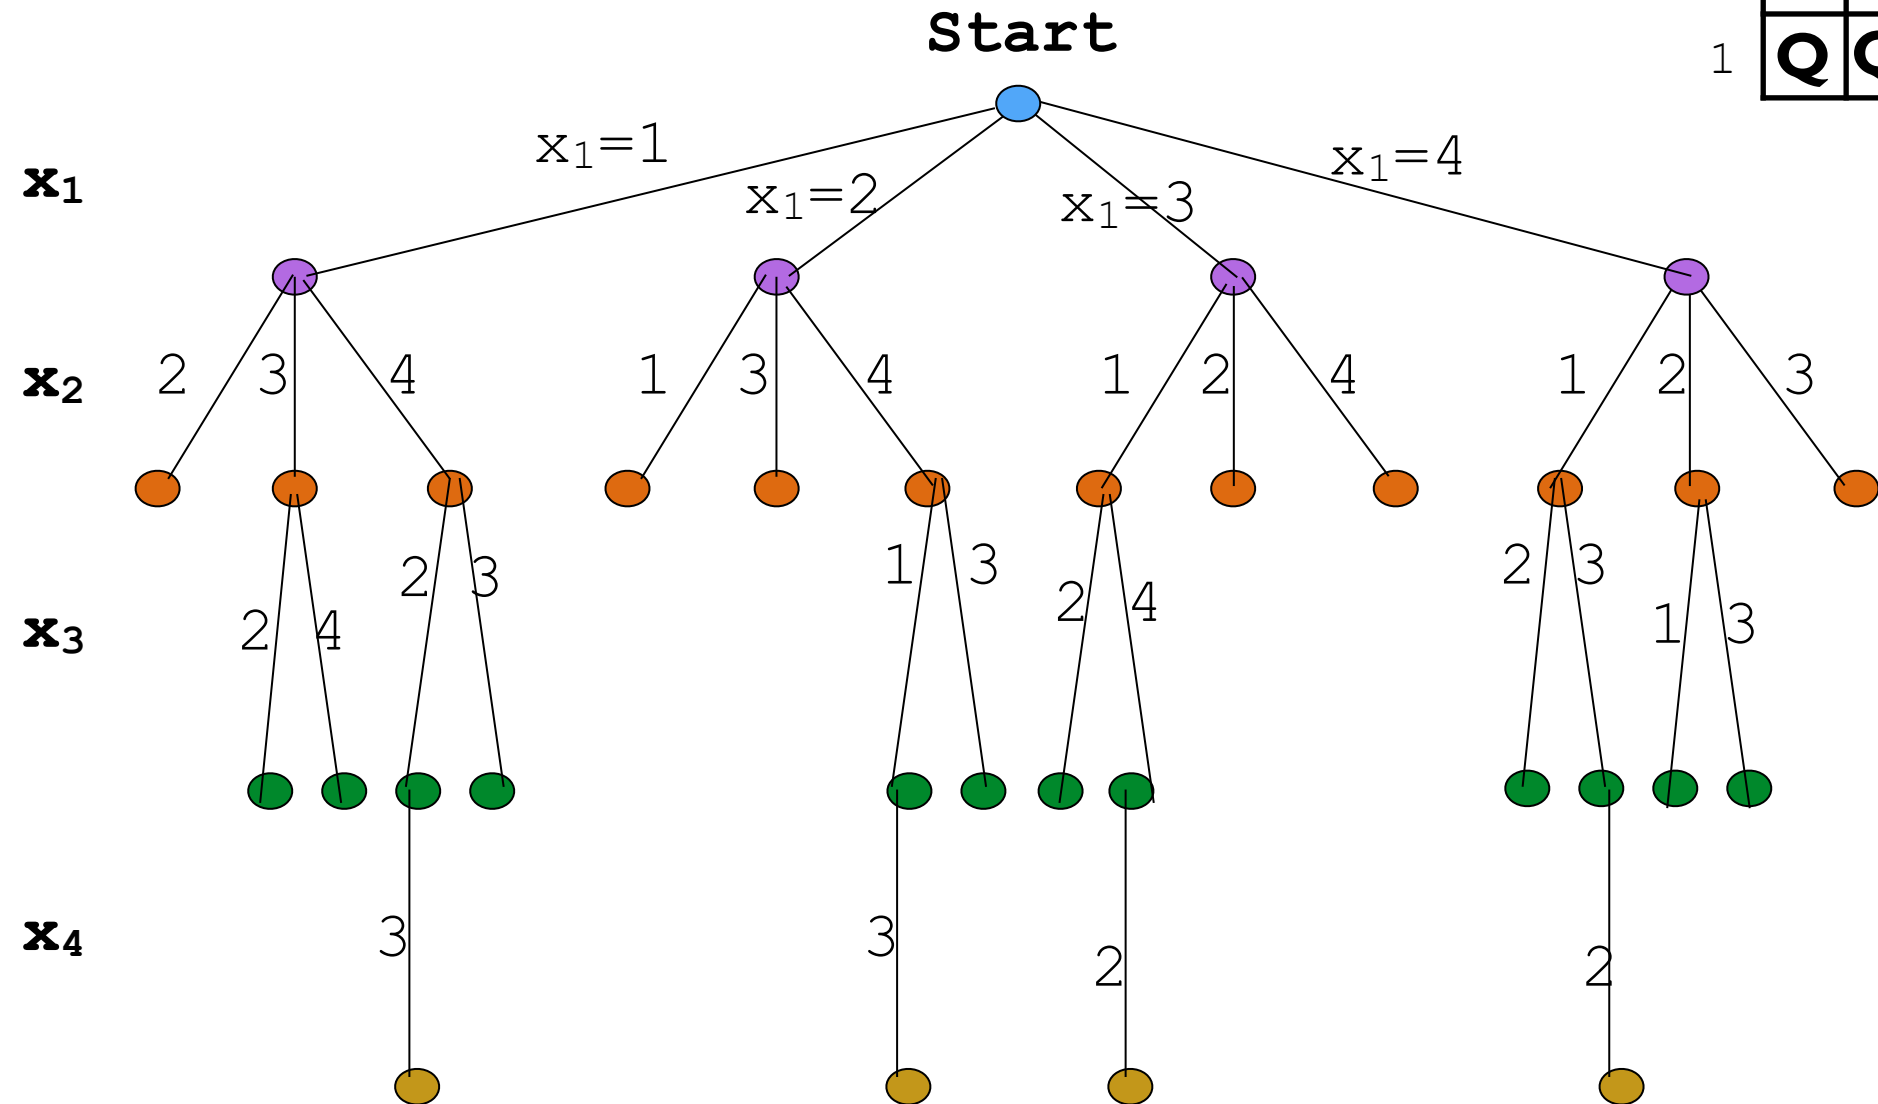 Start
1 Q Q
x₁=1 x₁=2 x₁=3 x₁=4
x₁
x₂ 2 3 4 1 3 4 1 2 4 1 2 3
x₃ 2 4 2 3 1 3 2 4 2 3 1 3
x₄ 3 3 2 2